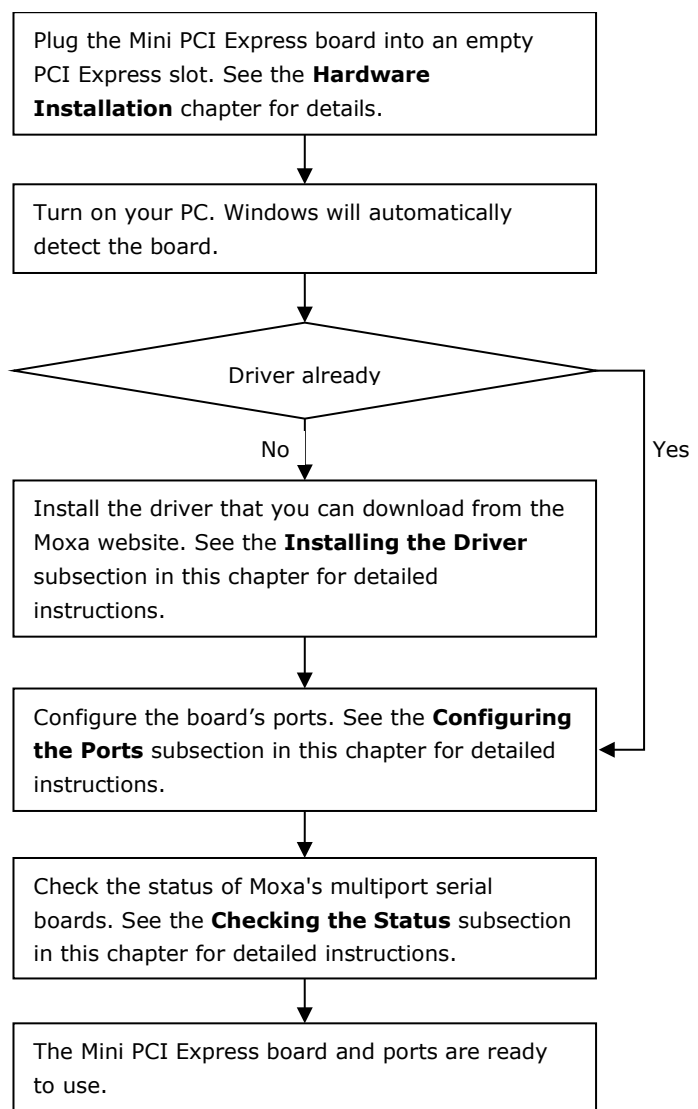 Plug the Mini PCI Express board into an empty
PCI Express slot. See the Hardware
Installation chapter for details.
Turn on your PC. Windows will automatically
detect the board.
Driver already
No
Yes
Install the driver that you can download from the
Moxa website. See the Installing the Driver
subsection in this chapter for detailed
instructions.
Configure the board’s ports. See the Configuring
the Ports subsection in this chapter for detailed
instructions.
Check the status of Moxa's multiport serial
boards. See the Checking the Status subsection
in this chapter for detailed instructions.
The Mini PCI Express board and ports are ready
to use.